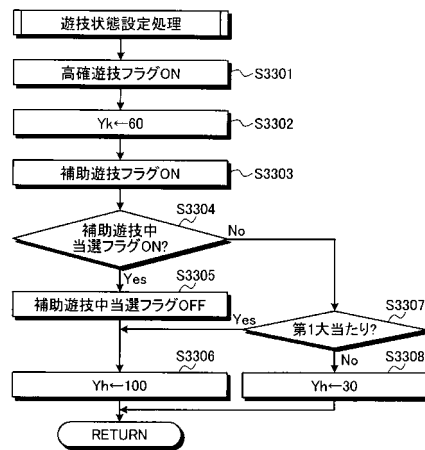 遊技状態設定処理
高確遊技フラグON
S3301
Yk←60
S3302
補助遊技フラグON
S3303
S3304
補助遊技中
当選フラグON?
No
Yes
S3305
補助遊技中当選フラグOFF
S3307
Yes
第1大当たり?
No
S3306
S3308
Yh←100
Yh←30
RETURN